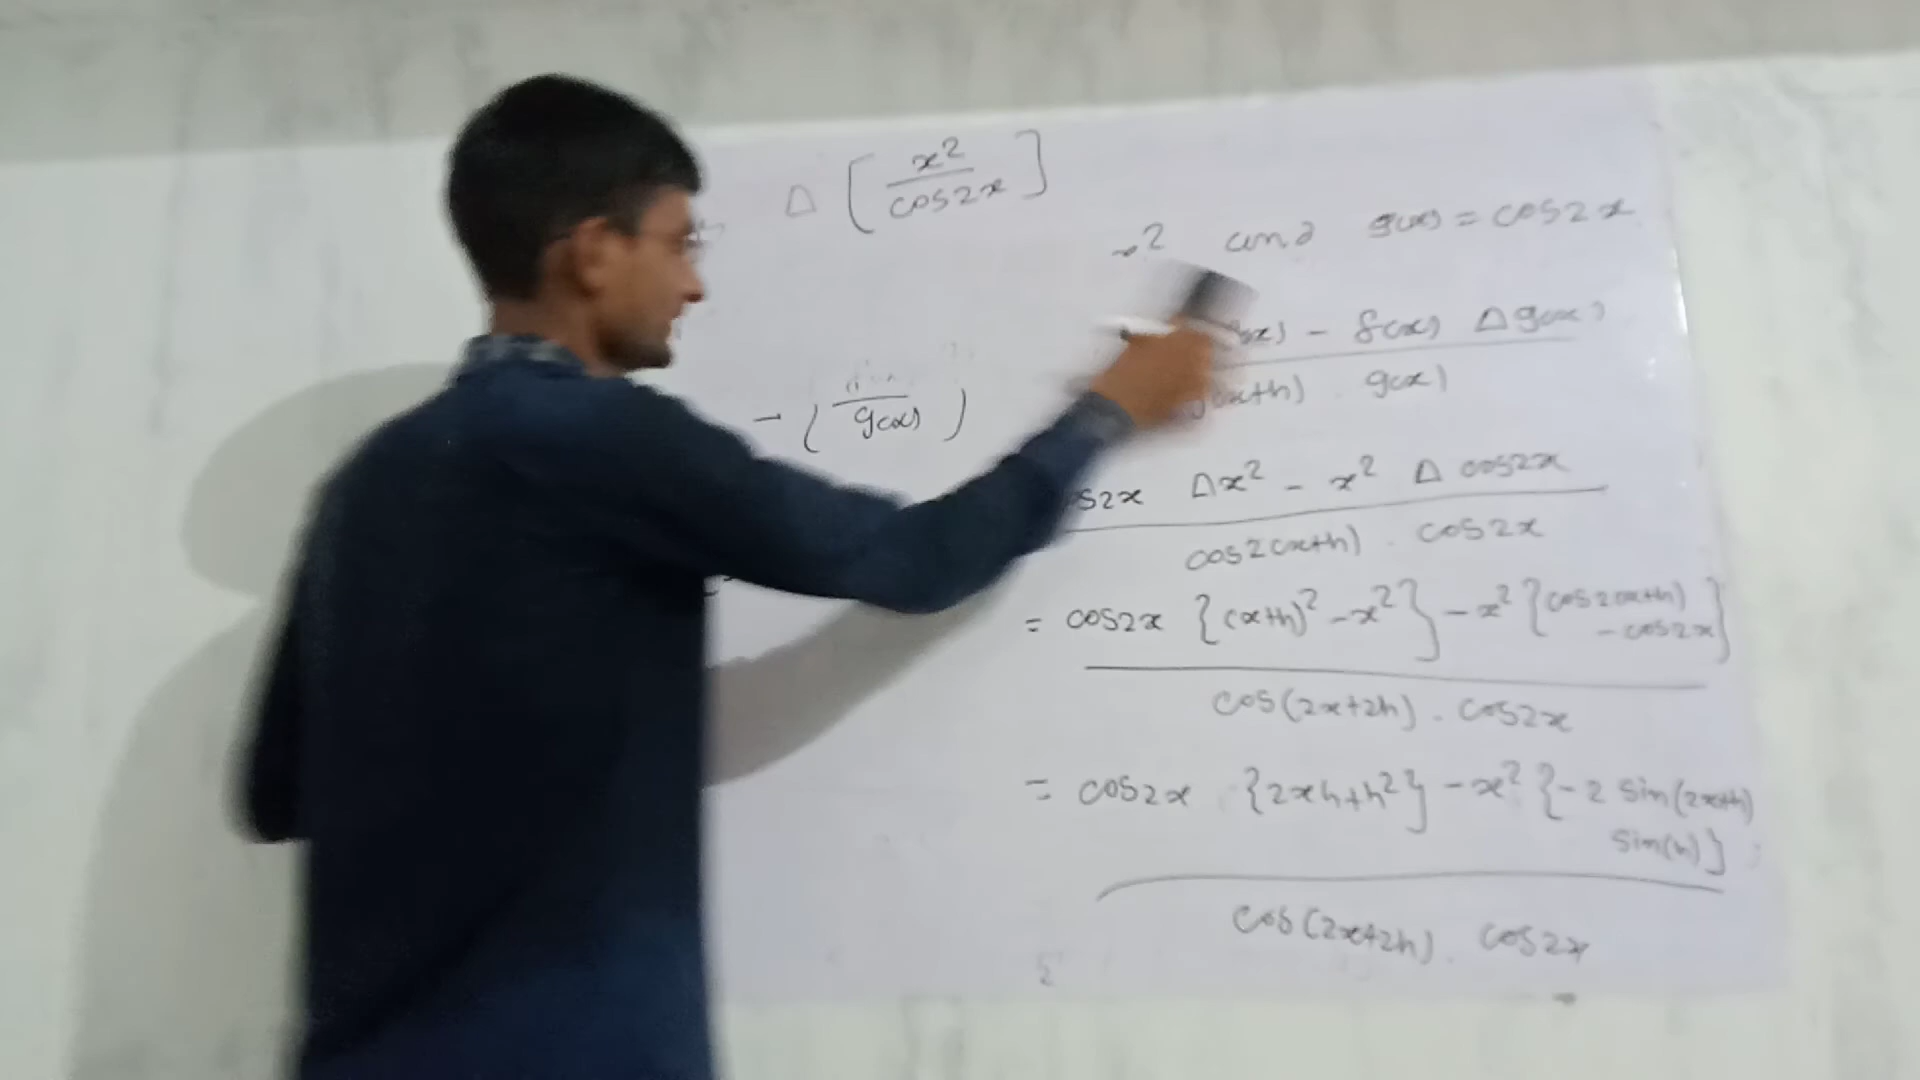 Δ [ x² / cos2x ]
x² and g(x) = cos2x
g(x) - f(x) Δg(x) / g(x+h) . g(x)
- ( / g(x) )
cos2x Δx² - x² Δ cos2x / cos2(x+h) . cos2x
= cos2x {(x+h)² - x²} - x² {cos2(x+h) - cos2x} / cos(2x+2h) . cos2x
= cos2x {2xh+h²} - x² {-2 sin(2x+h) sin(h)} / cos(2x+2h) . cos2x